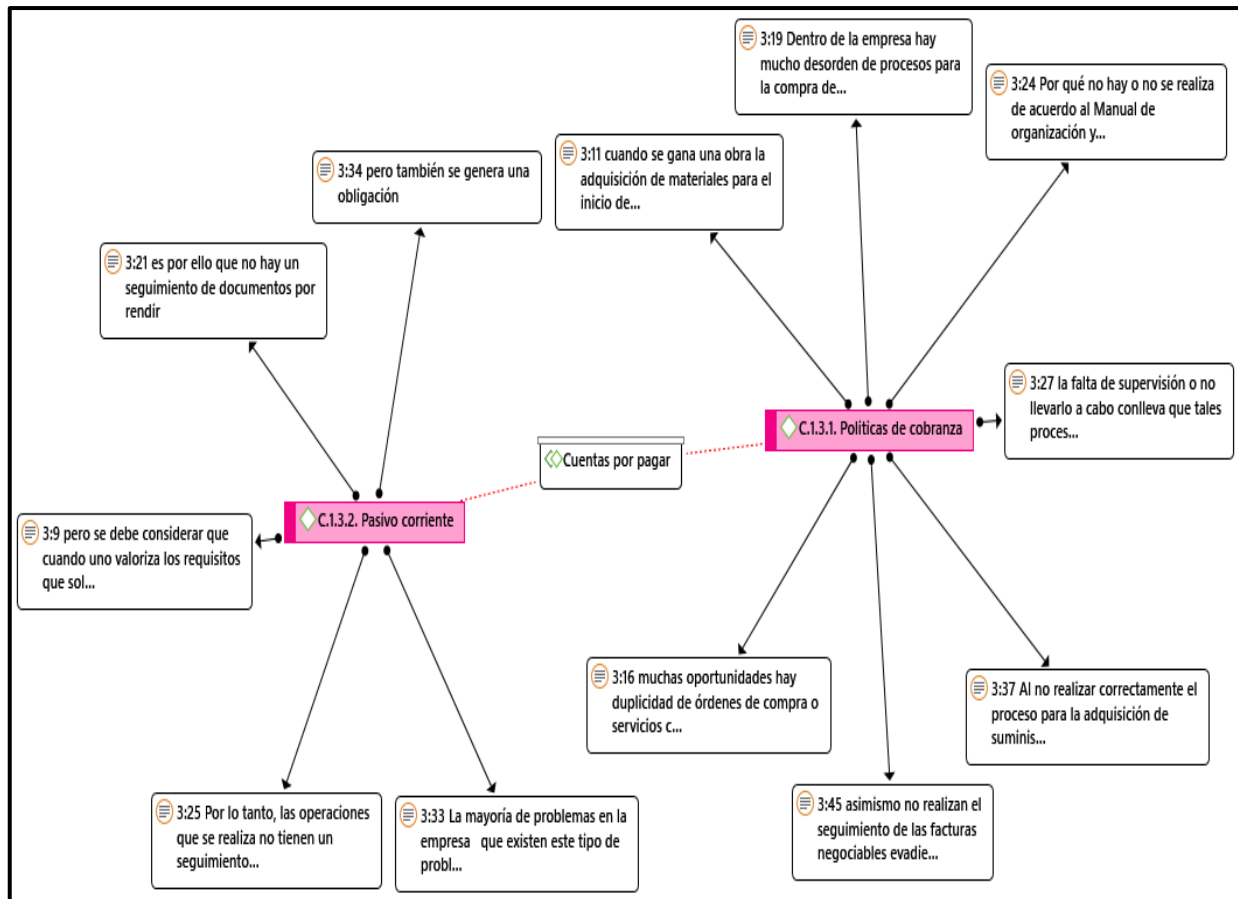 3:19 Dentro de la empresa hay
mucho desorden de procesos para
la compra de...
3:24 Por qué no hay o no se realiza
de acuerdo al Manual de
organización y...
3:11 cuando se gana una obra la
adquisición de materiales para el
inicio de...
3:34 pero también se genera una
obligación
3:21 es por ello que no hay un
seguimiento de documentos por
rendir
3:27 la falta de supervisión o no
llevarlo a cabo conlleva que tales
proces...
C.1.3.1. Políticas de cobranza
Cuentas por pagar
C.1.3.2. Pasivo corriente
3:9 pero se debe considerar que
cuando uno valoriza los requisitos
que sol...
3:16 muchas oportunidades hay
duplicidad de órdenes de compra o
servicios c...
3:37 Al no realizar correctamente el
proceso para la adquisición de
suminis...
3:25 Por lo tanto, las operaciones
que se realiza no tienen un
seguimiento...
3:33 La mayoría de problemas en la
empresa que existen este tipo de
probl...
3:45 asimismo no realizan el
seguimiento de las facturas
negociables evadie...